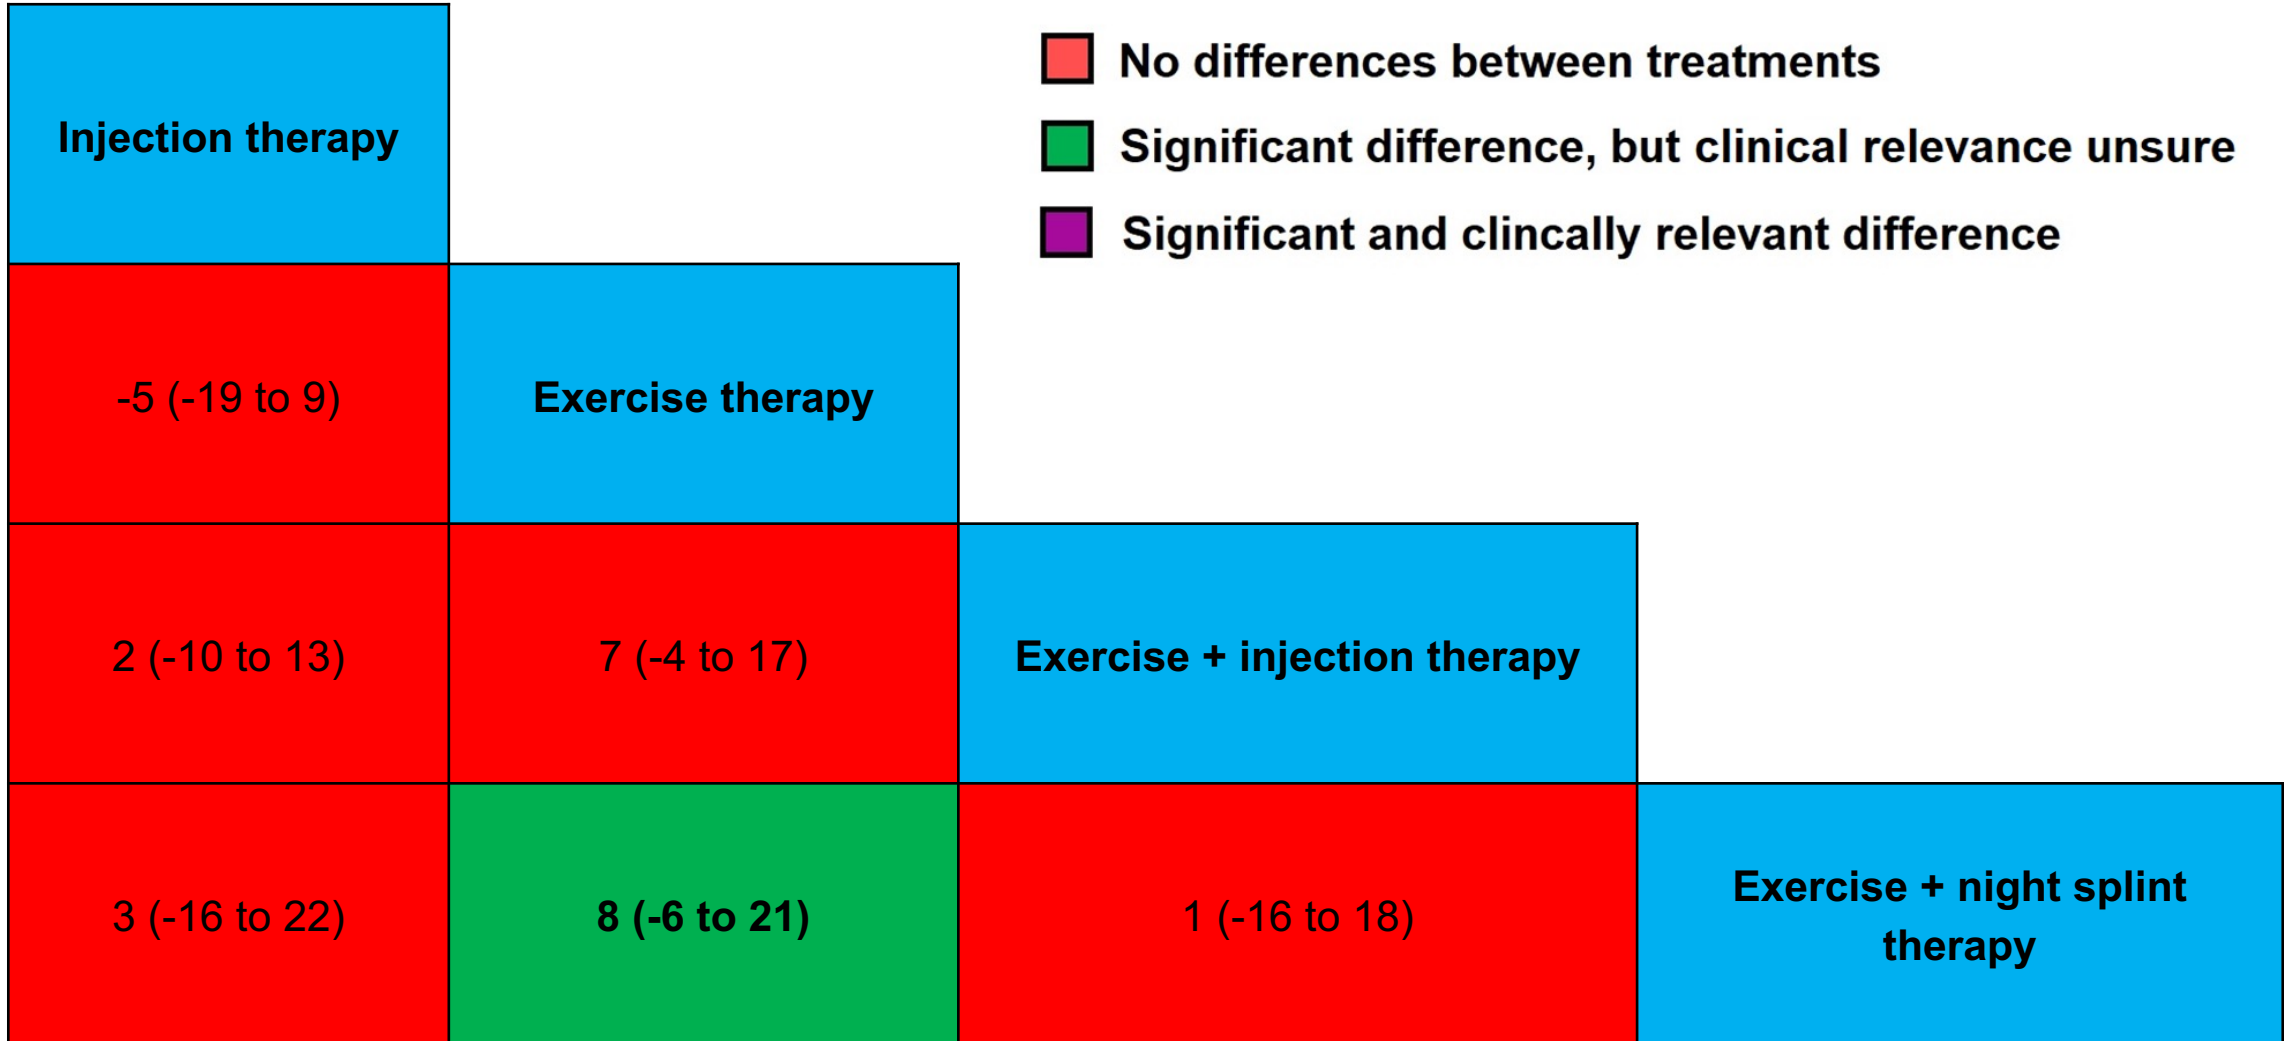 Injection therapy
No differences between treatments
Significant difference, but clinical relevance unsure
Significant and clincally relevant difference
-5 (-19 to 9)
Exercise therapy
2 (-10 to 13)
7 (-4 to 17)
Exercise + injection therapy
3 (-16 to 22)
8 (-6 to 21)
1 (-16 to 18)
Exercise + night splint
therapy